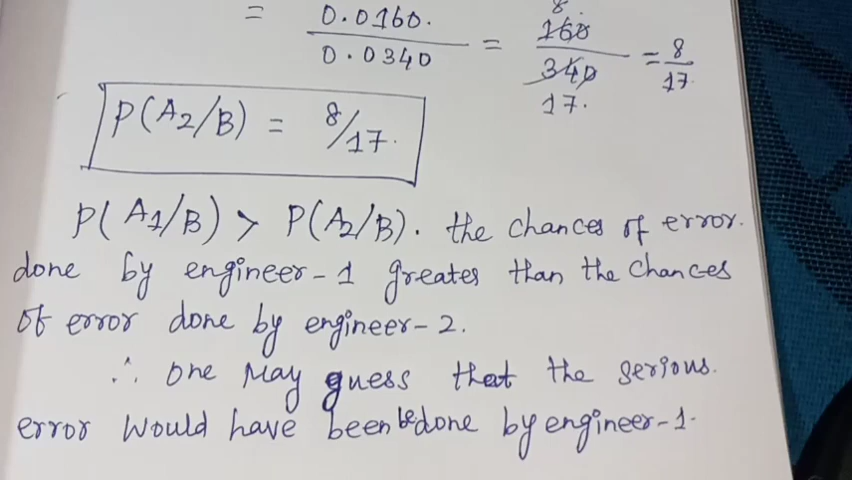 = 0.0160. / 0.0340 = 8. 160 / 340 17. = 8/17
P(A2/B) = 8/17.
P(A1/B) > P(A2/B). the chances of error.
done by engineer-1 greates than the chances
of error done by engineer-2.
∴ one may guess that the serious.
error would have been be done by engineer-1.